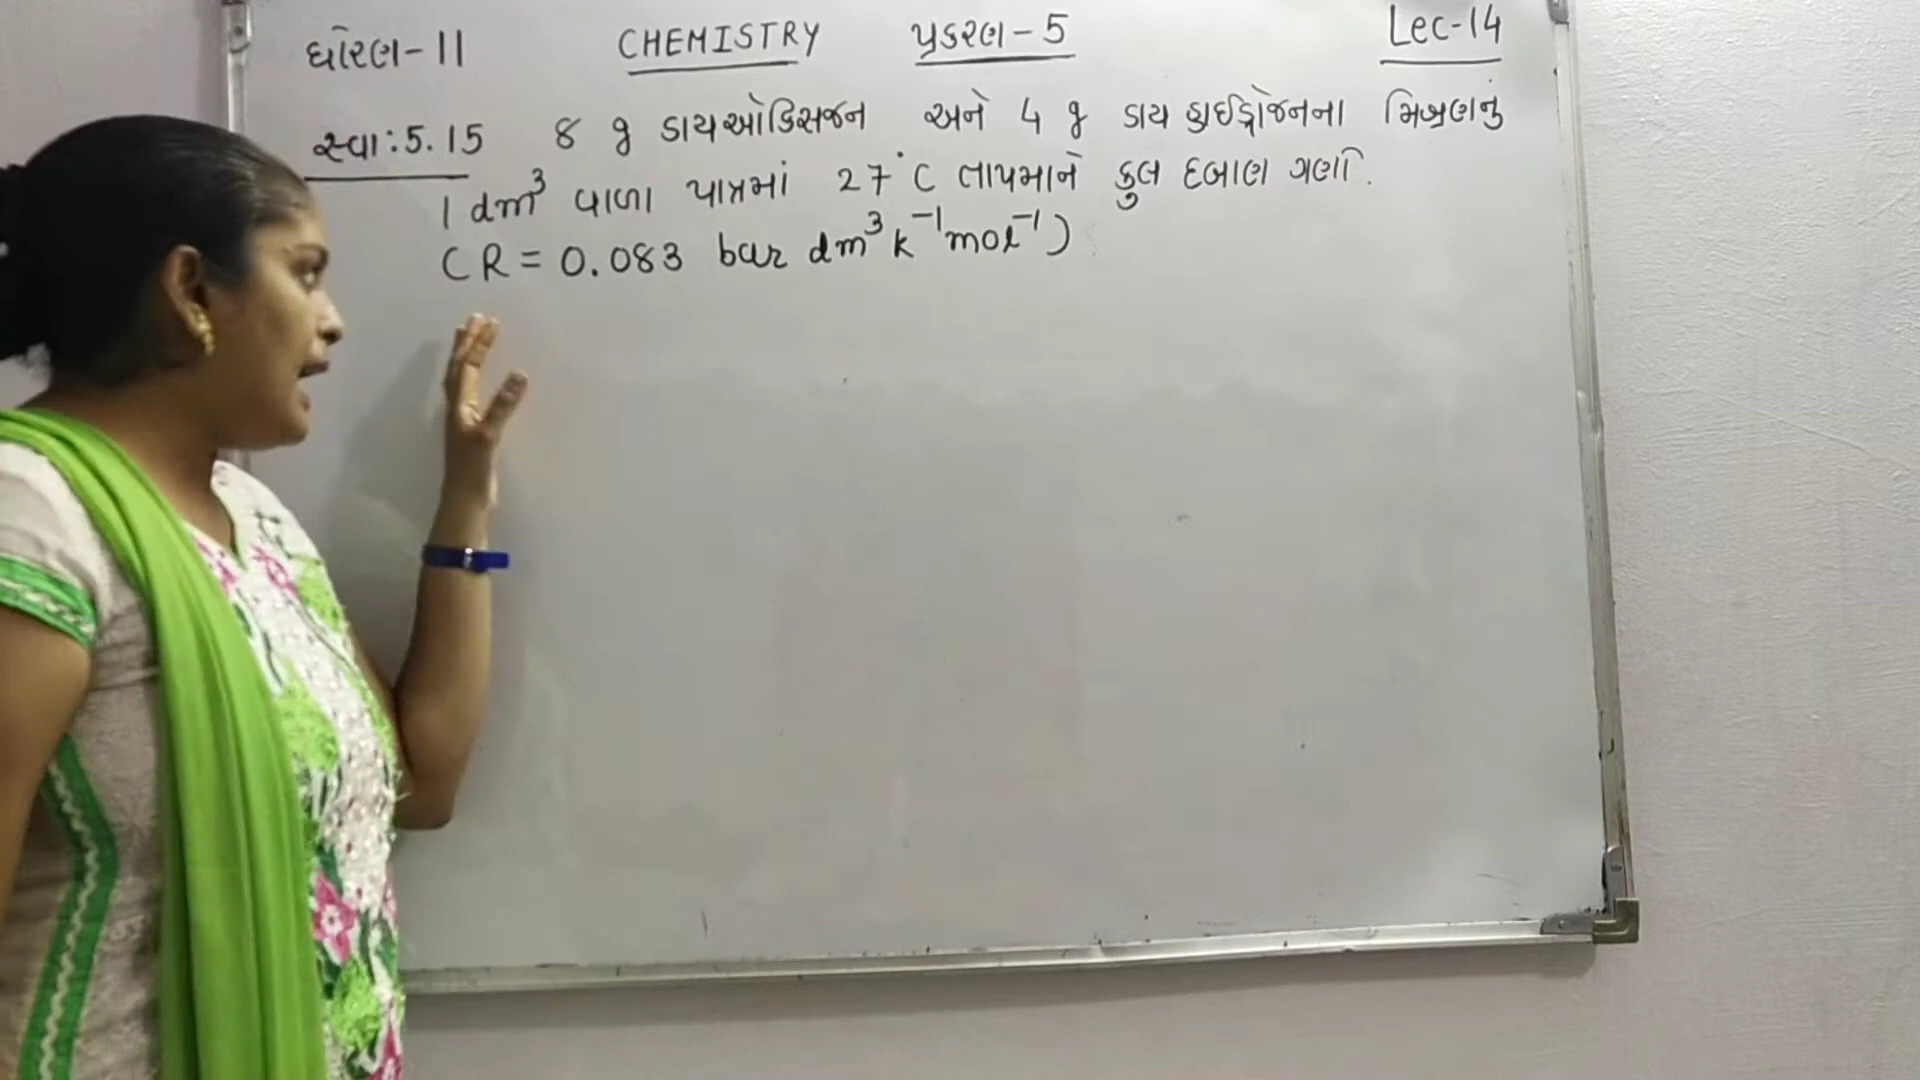 ધોરણ-11 CHEMISTRY પ્રકરણ-5 Lec-14
સ્વા:5.15 8 g ડાયઓક્સિજન અને 4 g ડાય હાઈડ્રોજનના મિશ્રણનું
1 dm³ વાળા પાત્રમાં 27°C તાપમાને કુલ દબાણ ગણો.
(R = 0.083 bar dm³ k⁻¹ mol⁻¹)